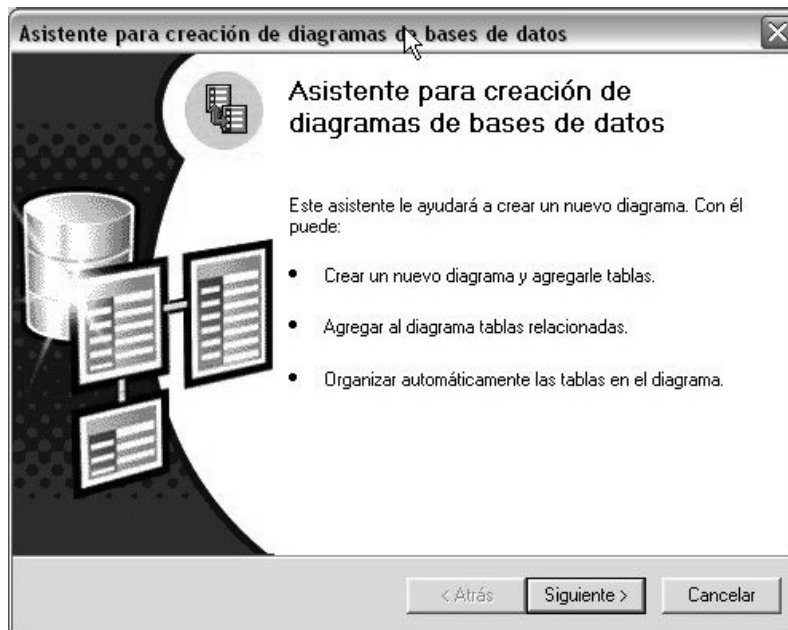 Asistente para creación de diagramas de bases de datos
Asistente para creación de
diagramas de bases de datos
Este asistente le ayudará a crear un nuevo diagrama. Con él
puede:
• Crear un nuevo diagrama y agregarle tablas.
• Agregar al diagrama tablas relacionadas.
• Organizar automáticamente las tablas en el diagrama.
< Atrás Siguiente > Cancelar